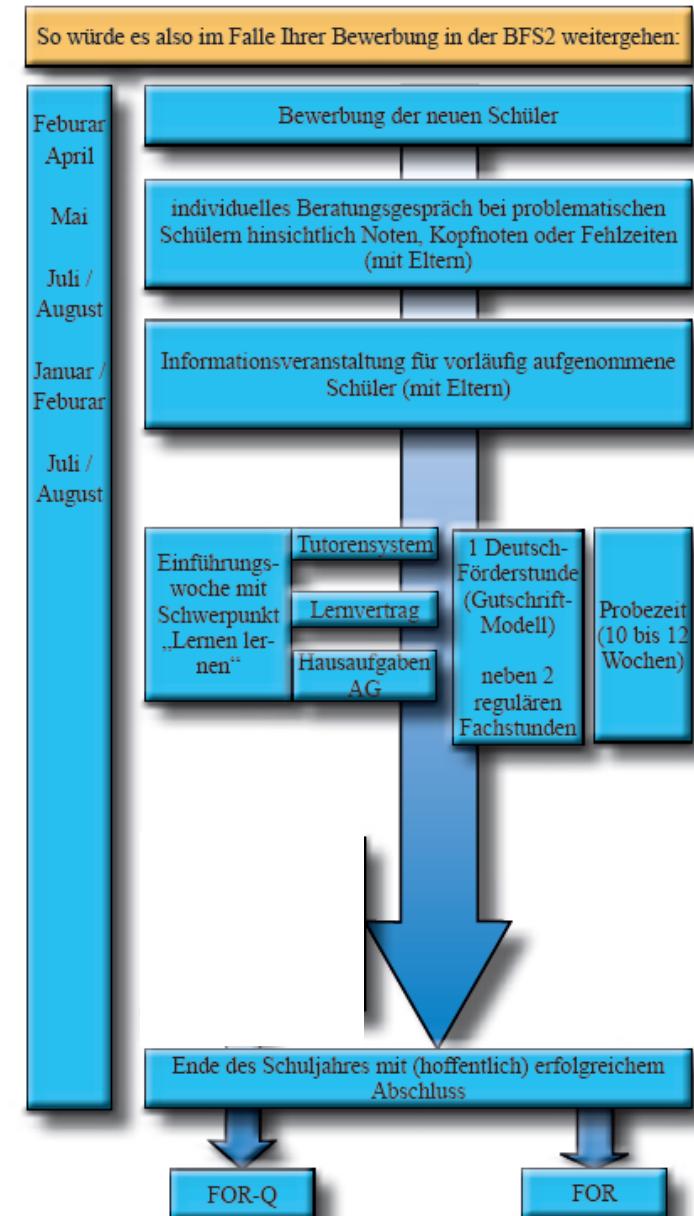 So würde es also im Falle Ihrer Bewerbung in der BFS2 weitergehen:
Feburar
April
Mai
Juli /
August
Januar /
Feburar
Juli /
August
Bewerbung der neuen Schüler
individuelles Beratungsgespräch bei problematischen
Schülern hinsichtlich Noten, Kopfnoten oder Fehlzeiten
(mit Eltern)
Informationsveranstaltung für vorläufig aufgenommene
Schüler (mit Eltern)
Einführungs-
woche mit
Schwerpunkt
„Lernen ler-
nen“
Tutorensystem
Lernvertrag
Hausaufgaben
AG
1 Deutsch-
Förderstunde
(Gutschrift-
Modell)
neben 2
regulären
Fachstunden
Probezeit
(10 bis 12
Wochen)
Ende des Schuljahres mit (hoffentlich) erfolgreichem
Abschluss
FOR-Q
FOR